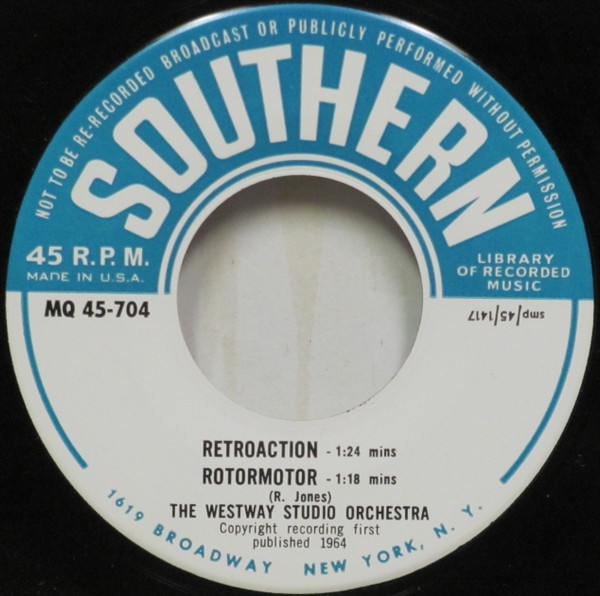 NOT TO BE RE-RECORDED BROADCAST OR PUBLICLY PERFORMED WITHOUT PERMISSION
SOUTHERN
45 R.P.M.
MADE IN U.S.A.
LIBRARY
OF RECORDED
MUSIC
MQ 45-704
smp/45/1417
RETROACTION - 1:24 mins
ROTORMOTOR - 1:18 mins
(R. Jones)
THE WESTWAY STUDIO ORCHESTRA
Copyright recording first
published 1964
1619 BROADWAY NEW YORK, N. Y.